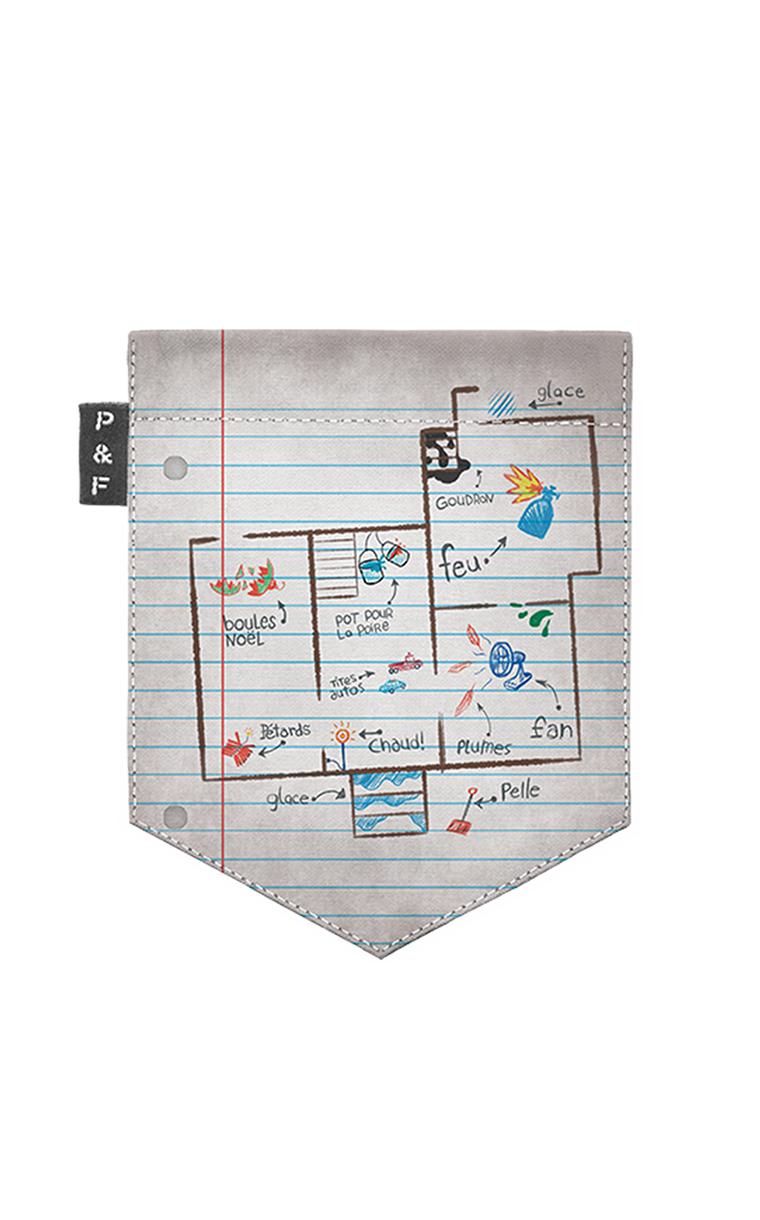 P
&
F
glace
GOUDRON
feu
boules
NOËL
POT POUR
La PoiRE
TiTES
autos
Pétards
Chaud!
Plumes
fan
glace
Pelle